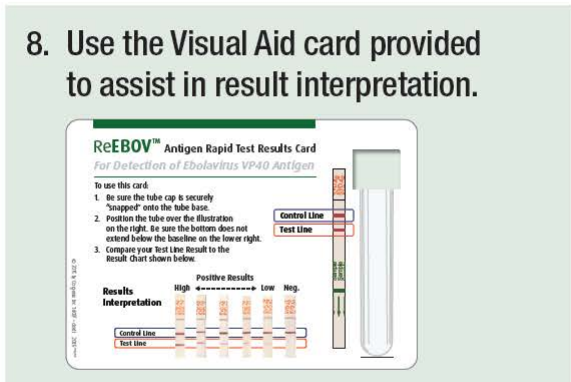 8. Use the Visual Aid card provided
to assist in result interpretation.
ReEBOV™ Antigen Rapid Test Results Card
For Detection of Ebolavirus VP40 Antigen
To use this card:
1. Be sure the tube cap is securely
"snapped" onto the tube base.
2. Position the tube over the illustration
on the right. Be sure the bottom does not
extend below the baseline on the lower right.
3. Compare your Test Line Result to the
Result Chart shown below.
Control Line
Test Line
Positive Results
High Low Neg.
Results
Interpretation
Control Line
Test Line